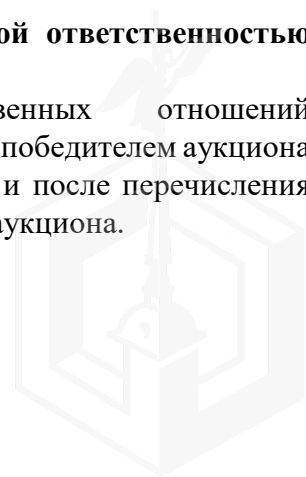 ой ответственностью
венных отношений
победителем аукциона
и после перечисления
аукциона.